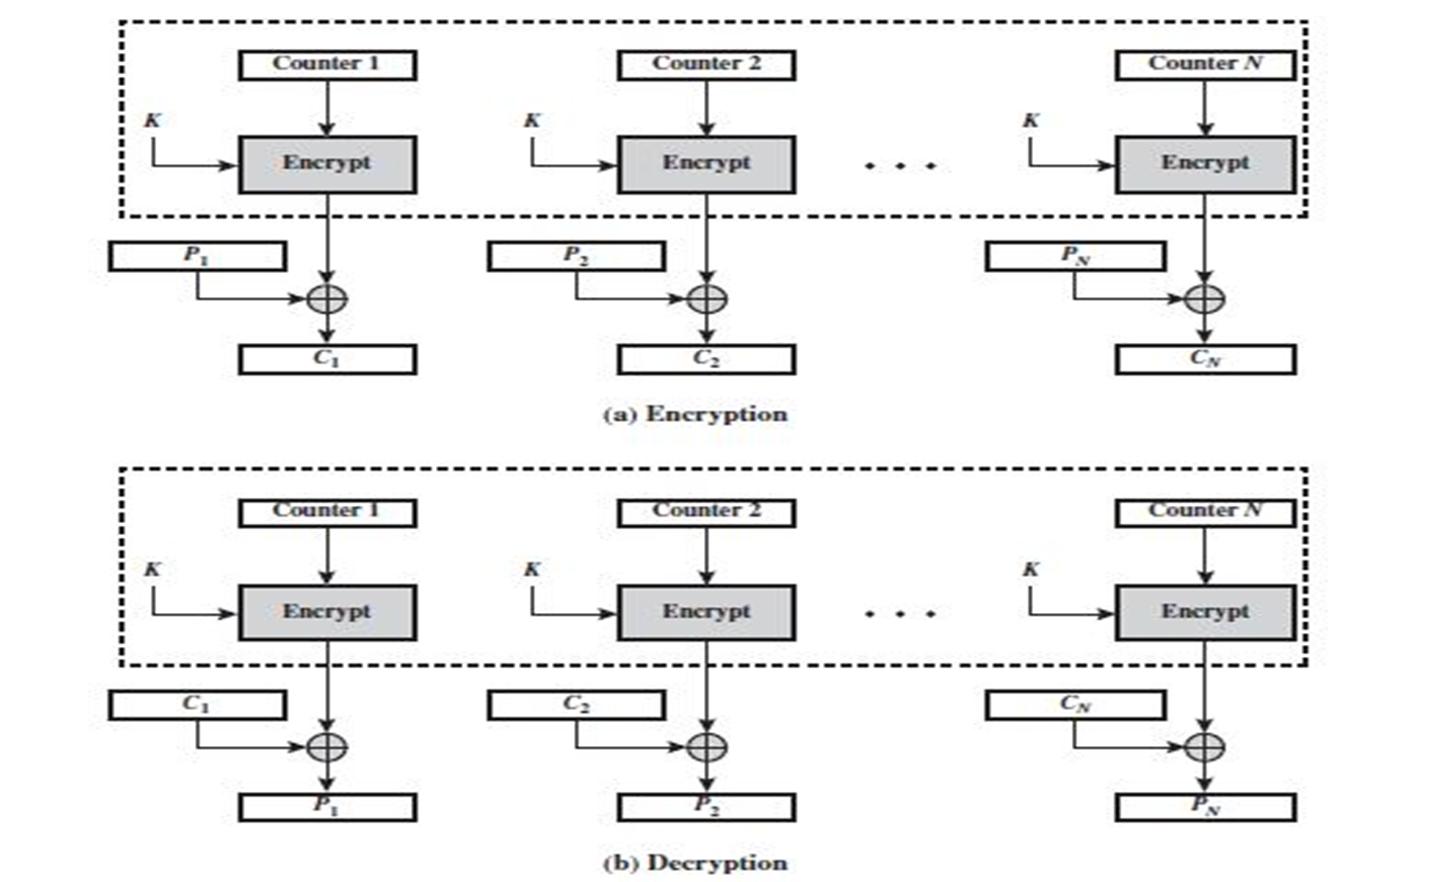 Counter 1 Counter 2 Counter N
K K K
Encrypt Encrypt . . . Encrypt
P1 P2 PN
C1 C2 CN
(a) Encryption
Counter 1 Counter 2 Counter N
K K K
Encrypt Encrypt . . . Encrypt
C1 C2 CN
P1 P2 PN
(b) Decryption